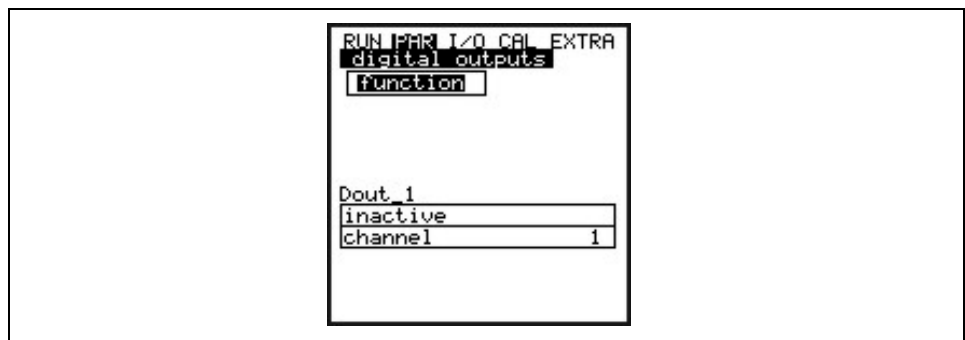 RUN PAR I/O CAL EXTRA
digital outputs
function
Dout_1
inactive
channel 1